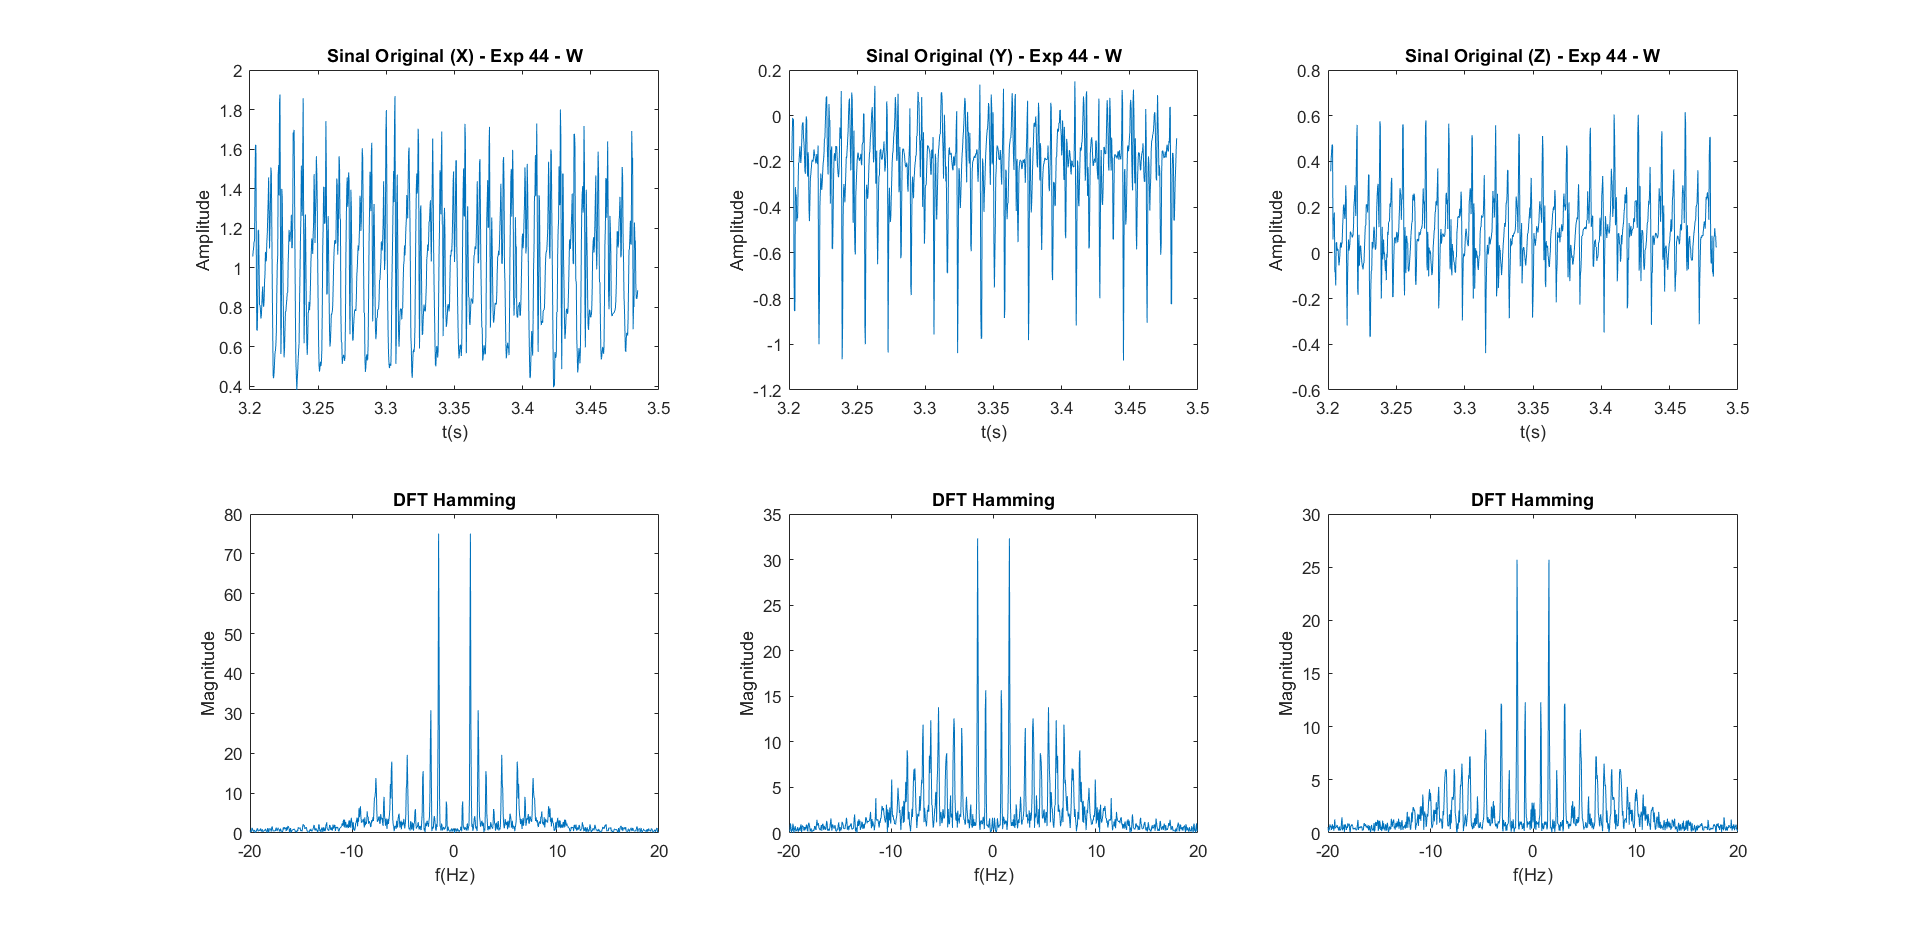 Sinal Original (X) - Exp 44 - W
2
1.8
1.6
1.4
1.2
1
0.8
0.6
0.4
Amplitude
3.2 3.25 3.3 3.35 3.4 3.45 3.5
t(s)
Sinal Original (Y) - Exp 44 - W
0.2
0
-0.2
-0.4
-0.6
-0.8
-1
-1.2
Amplitude
3.2 3.25 3.3 3.35 3.4 3.45 3.5
t(s)
Sinal Original (Z) - Exp 44 - W
0.8
0.6
0.4
0.2
0
-0.2
-0.4
-0.6
Amplitude
3.2 3.25 3.3 3.35 3.4 3.45 3.5
t(s)
DFT Hamming
80
70
60
50
40
30
20
10
0
Magnitude
-20 -10 0 10 20
f(Hz)
DFT Hamming
35
30
25
20
15
10
5
0
Magnitude
-20 -10 0 10 20
f(Hz)
DFT Hamming
30
25
20
15
10
5
0
Magnitude
-20 -10 0 10 20
f(Hz)